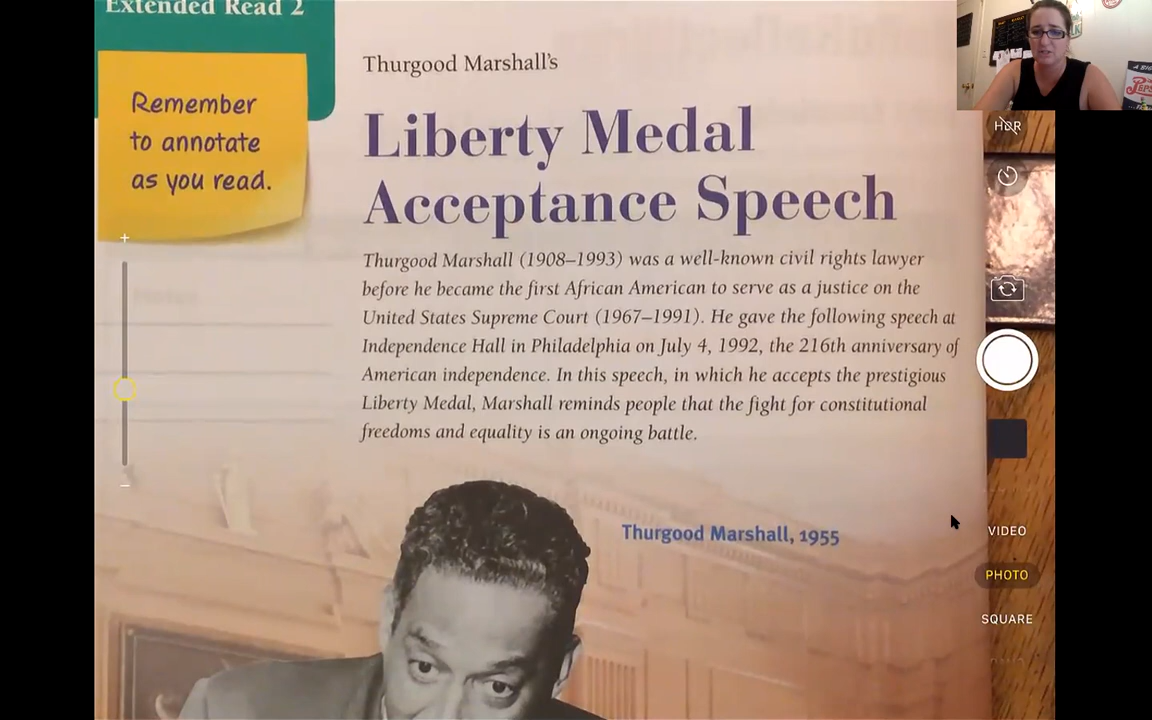 Extended Read 2
Remember
to annotate
as you read.
Thurgood Marshall's
Liberty Medal
Acceptance Speech
Thurgood Marshall (1908–1993) was a well-known civil rights lawyer
before he became the first African American to serve as a justice on the
United States Supreme Court (1967–1991). He gave the following speech at
Independence Hall in Philadelphia on July 4, 1992, the 216th anniversary of
American independence. In this speech, in which he accepts the prestigious
Liberty Medal, Marshall reminds people that the fight for constitutional
freedoms and equality is an ongoing battle.
Thurgood Marshall, 1955
HDR
VIDEO
PHOTO
SQUARE